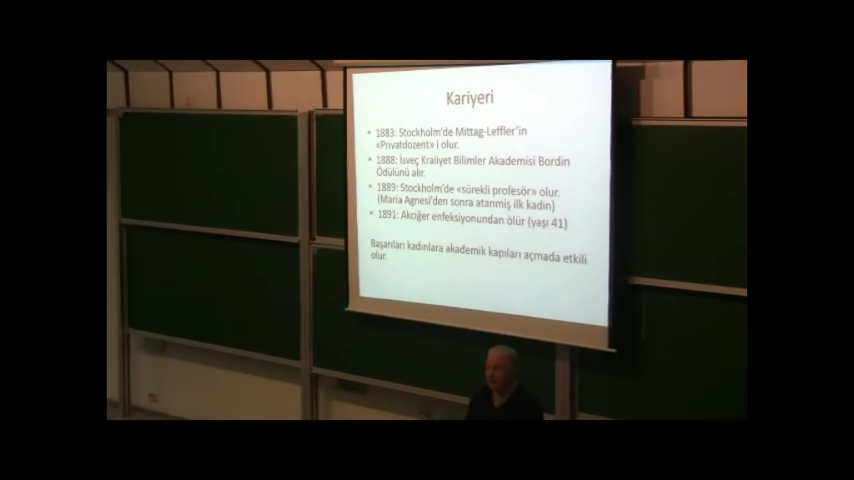 Kariyeri
• 1883: Stockholm'de Mittag-Leffler'in
«Privatdozent» i olur.
• 1888: İsveç Kraliyet Bilimler Akademisi Bordin
Ödülünü alır.
• 1889: Stockholm'de «sürekli profesör» olur.
(Maria Agnesi'den sonra atanmış ilk kadın)
• 1891: Akciğer enfeksiyonundan ölür (yaşı 41)
Başarıları kadınlara akademik kapıları açmada etkili
olur.